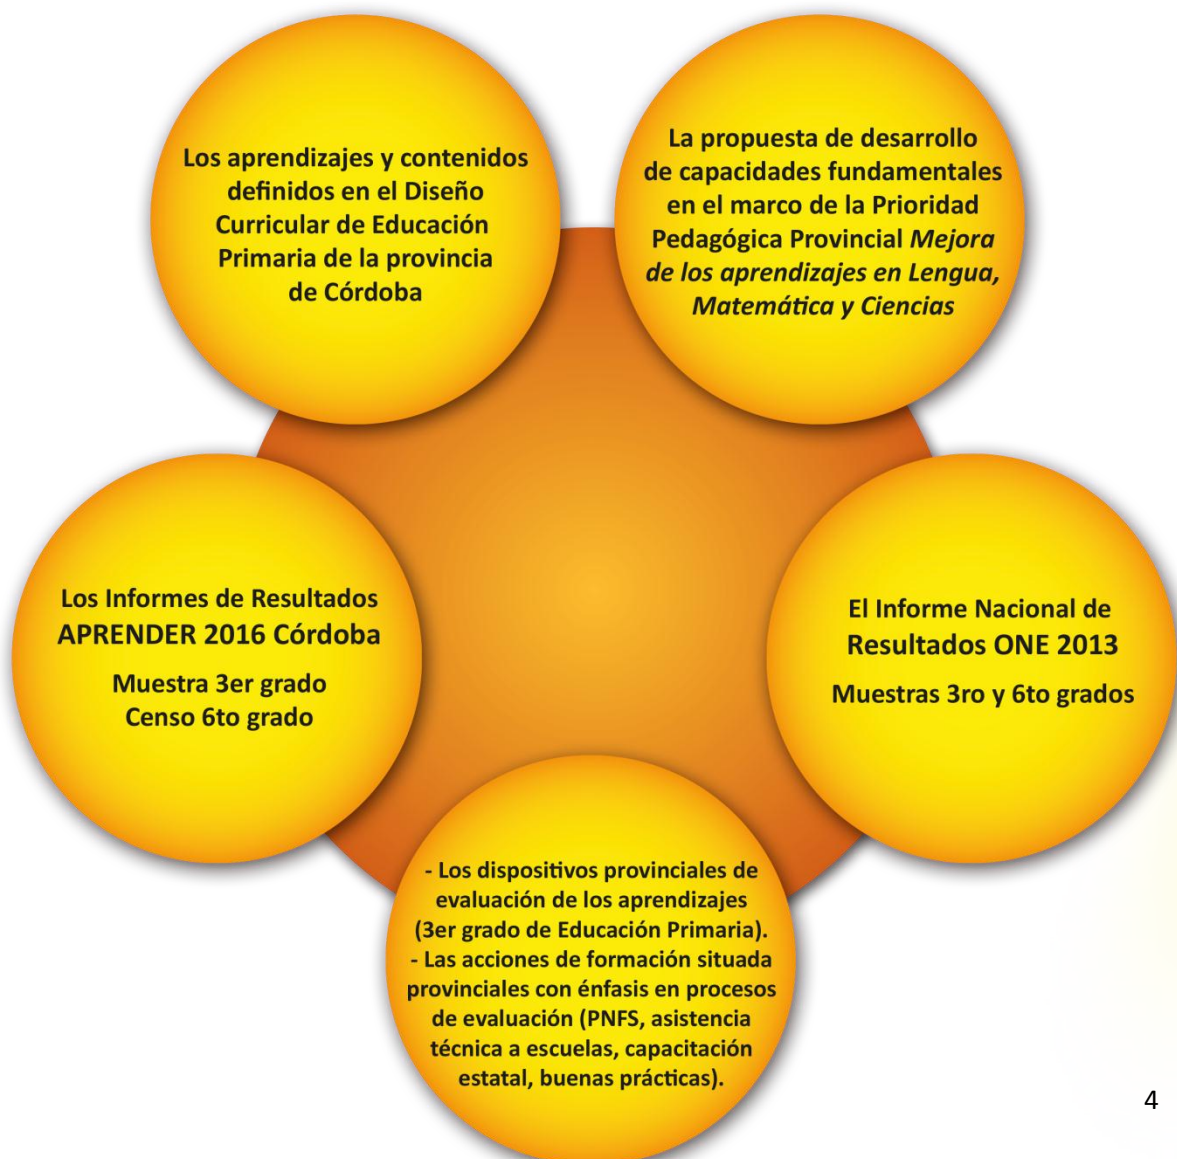 Los aprendizajes y contenidos
definidos en el Diseño
Curricular de Educación
Primaria de la provincia
de Córdoba
La propuesta de desarrollo
de capacidades fundamentales
en el marco de la Prioridad
Pedagógica Provincial Mejora
de los aprendizajes en Lengua,
Matemática y Ciencias
Los Informes de Resultados
APRENDER 2016 Córdoba
Muestra 3er grado
Censo 6to grado
El Informe Nacional de
Resultados ONE 2013
Muestras 3ro y 6to grados
- Los dispositivos provinciales de
evaluación de los aprendizajes
(3er grado de Educación Primaria).
- Las acciones de formación situada
provinciales con énfasis en procesos
de evaluación (PNFS, asistencia
técnica a escuelas, capacitación
estatal, buenas prácticas).
4